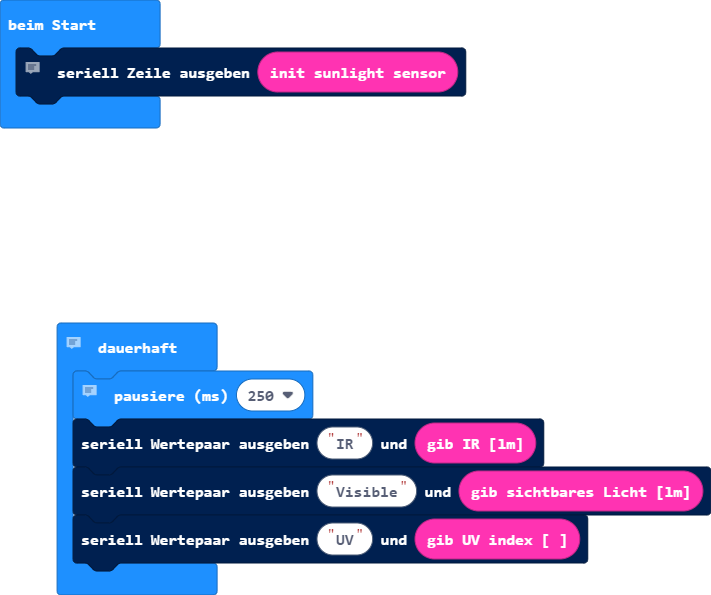 beim Start
seriell Zeile ausgeben init sunlight sensor
dauerhaft
pausiere (ms) 250
seriell Wertepaar ausgeben "IR" und gib IR [lm]
seriell Wertepaar ausgeben "Visible" und gib sichtbares Licht [lm]
seriell Wertepaar ausgeben "UV" und gib UV index [ ]